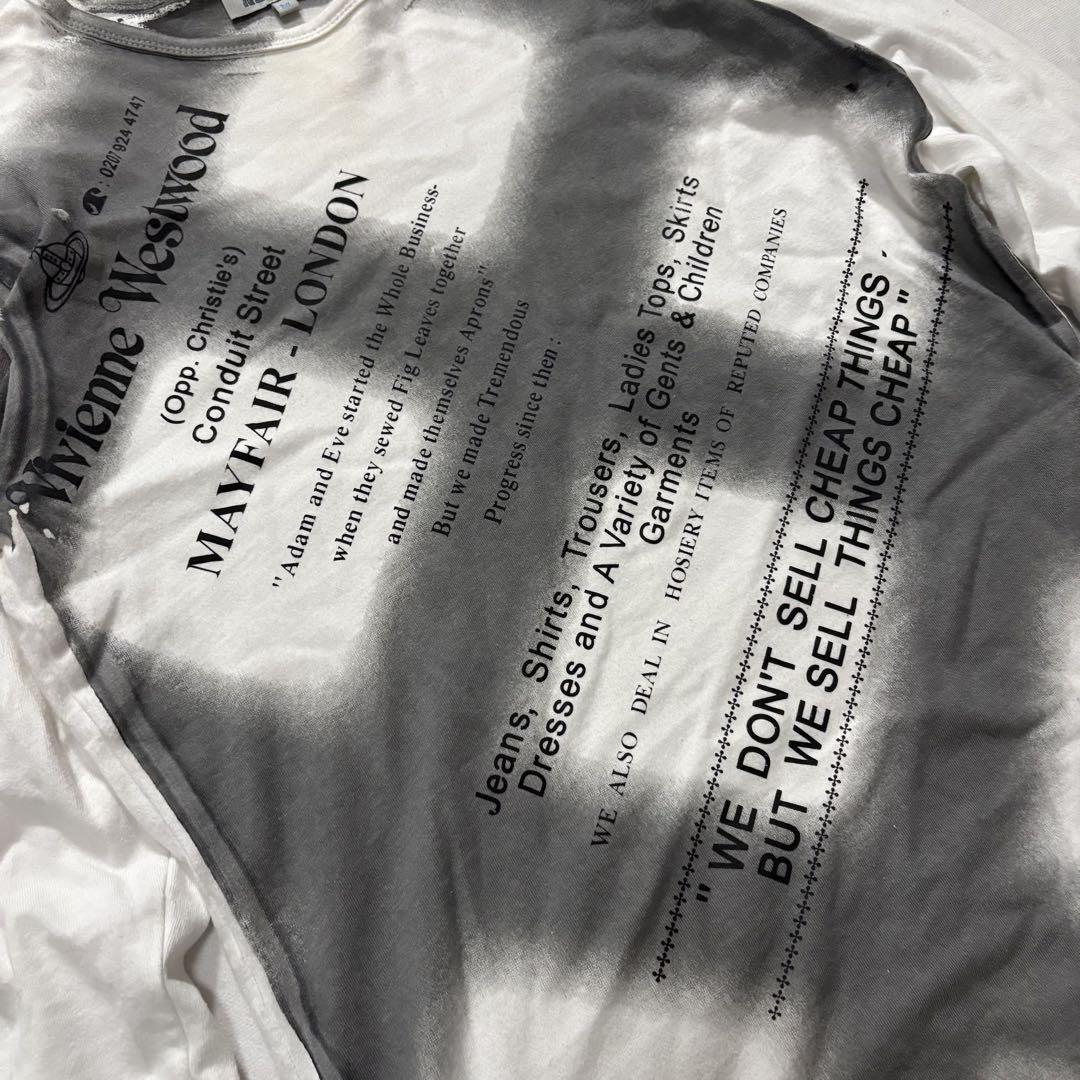 ☎: 020 7924 4747
Vivienne Westwood
(Opp. Christie's)
Conduit Street
MAYFAIR - LONDON
"Adam and Eve started the Whole Business-
when they sewed Fig Leaves together
and made themselves Aprons"
But we made Tremendous
Progress since then :
Jeans, Shirts, Trousers, Ladies Tops, Skirts
Dresses and A Variety of Gents & Children
Garments
WE ALSO DEAL IN HOSIERY ITEMS OF REPUTED COMPANIES
" WE DON'T SELL CHEAP THINGS -
BUT WE SELL THINGS CHEAP "